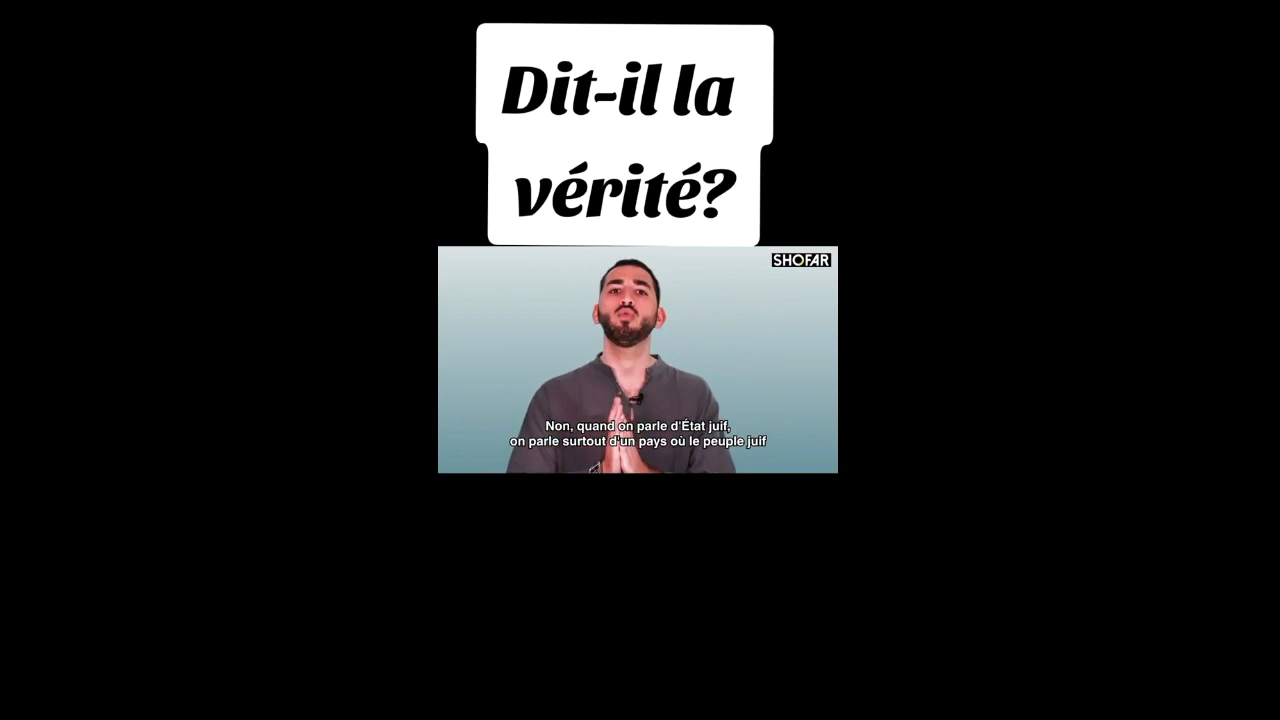 Dit-il la
vérité?
SHOFAR
Non, quand on parle d'État juif,
on parle surtout d'un pays où le peuple juif